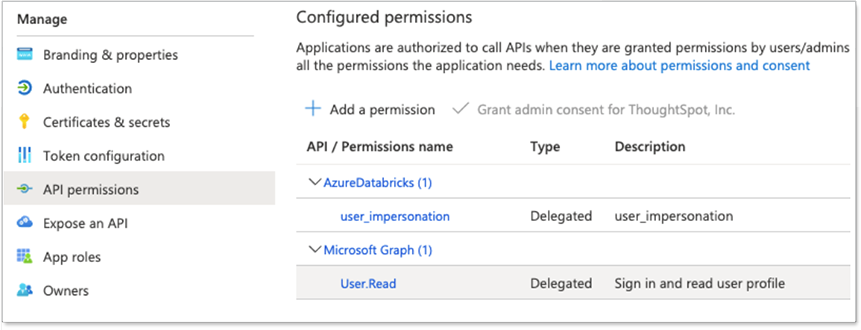 Manage
Branding & properties
Authentication
Certificates & secrets
Token configuration
API permissions
Expose an API
App roles
Owners
Configured permissions
Applications are authorized to call APIs when they are granted permissions by users/admins
all the permissions the application needs. Learn more about permissions and consent
Add a permission Grant admin consent for ThoughtSpot, Inc.
API / Permissions name Type Description
AzureDatabricks (1)
user_impersonation Delegated user_impersonation
Microsoft Graph (1)
User.Read Delegated Sign in and read user profile